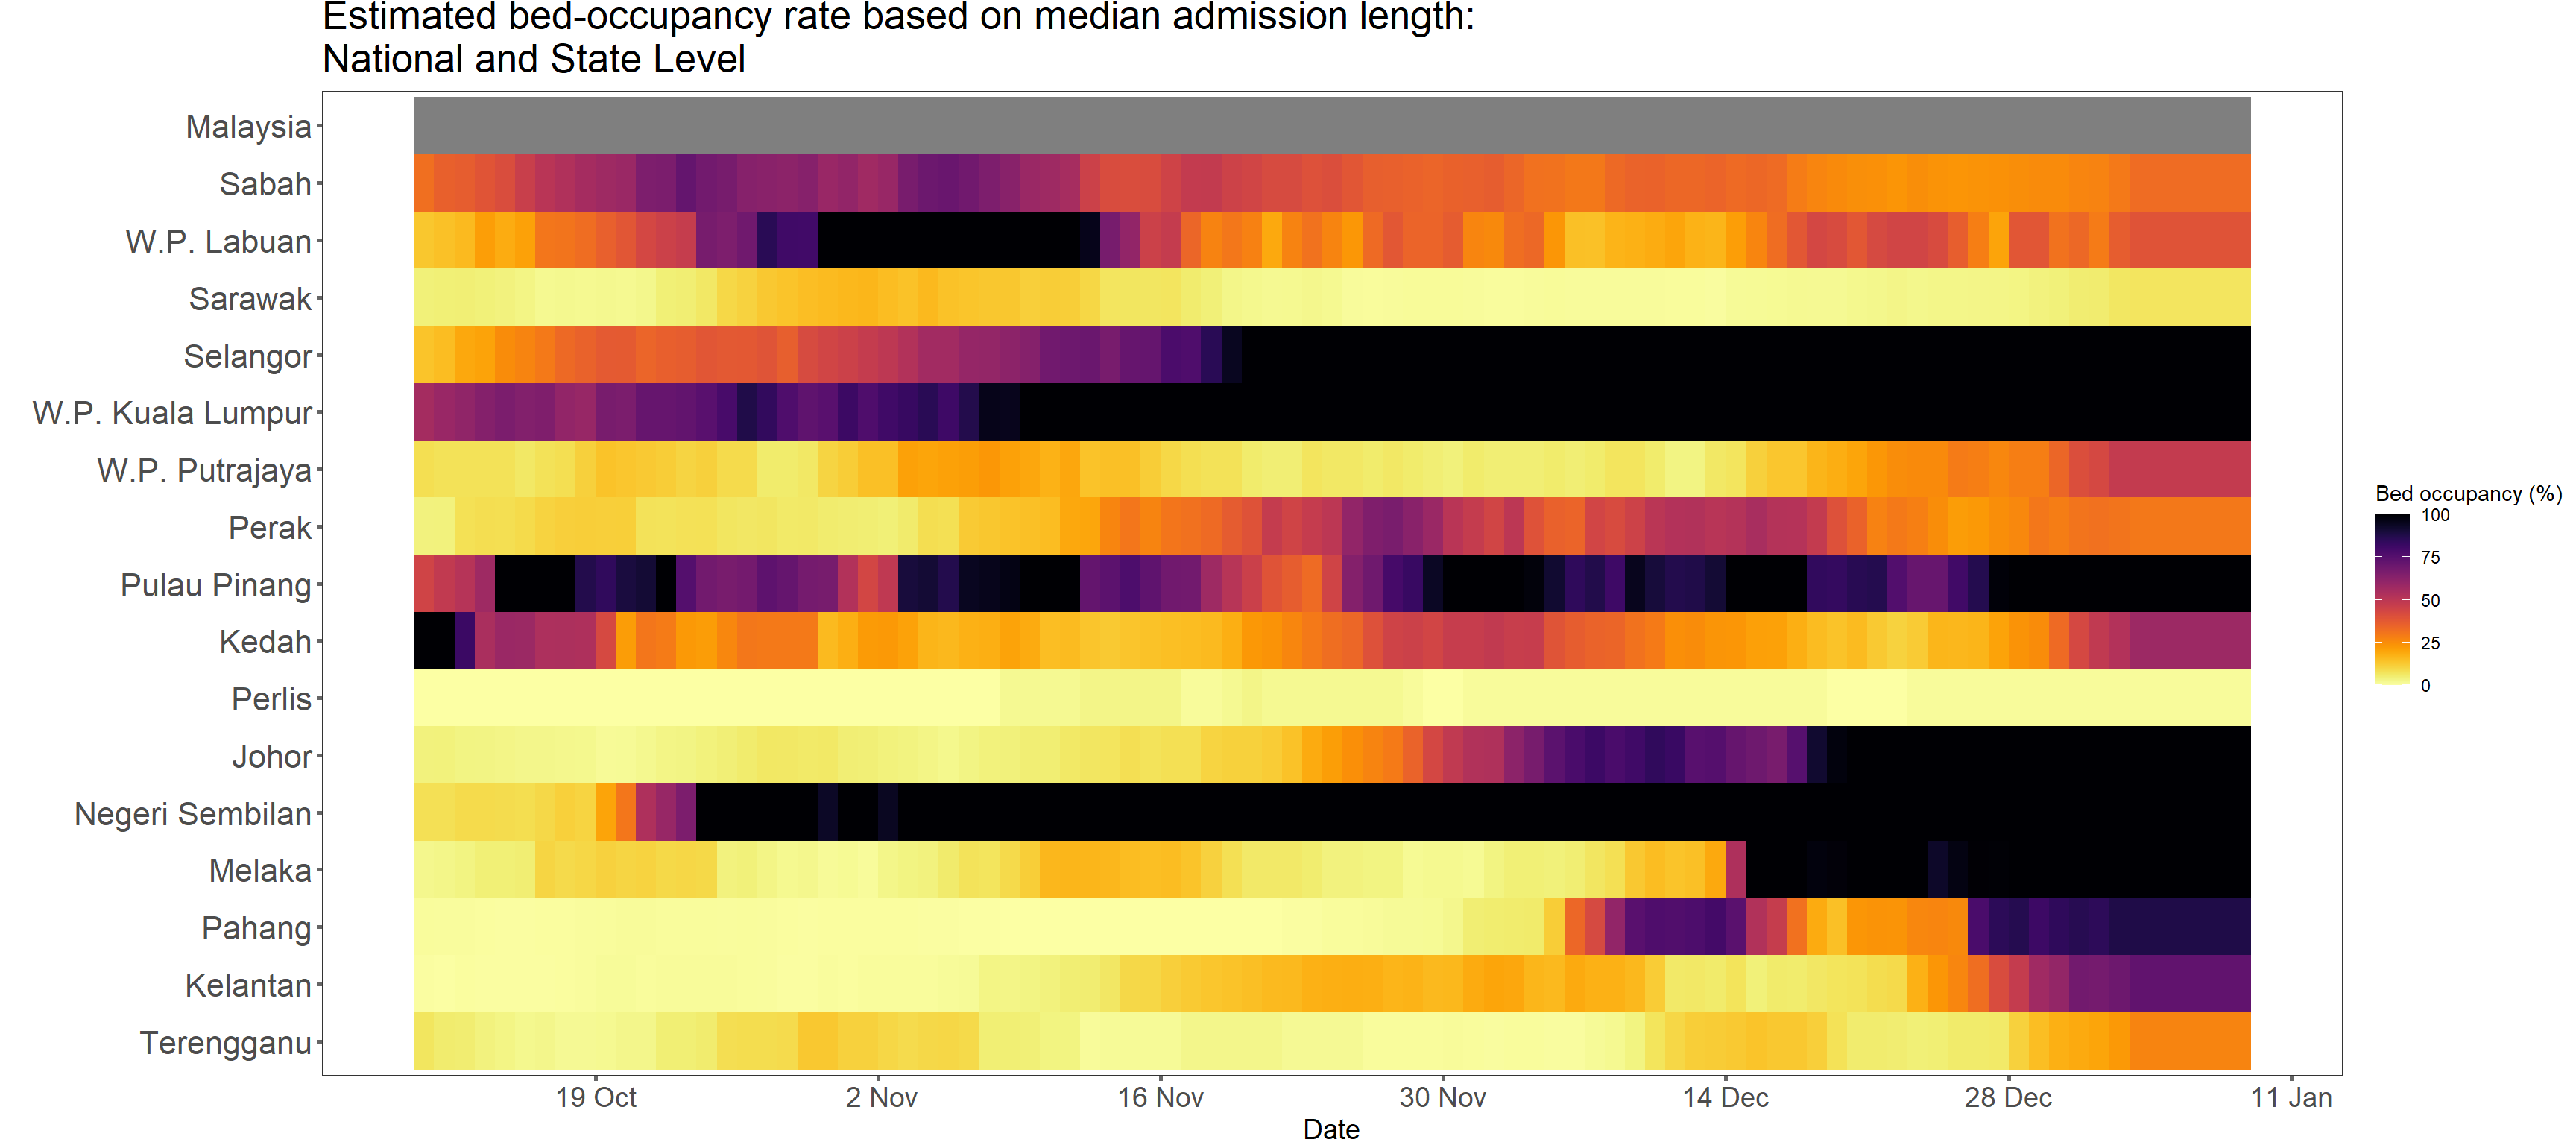 Estimated bed-occupancy rate based on median admission length:
National and State Level
Malaysia
Sabah
W.P. Labuan
Sarawak
Selangor
W.P. Kuala Lumpur
W.P. Putrajaya
Perak
Pulau Pinang
Kedah
Perlis
Johor
Negeri Sembilan
Melaka
Pahang
Kelantan
Terengganu
19 Oct
2 Nov
16 Nov
30 Nov
14 Dec
28 Dec
11 Jan
Date
Bed occupancy (%)
100
75
50
25
0